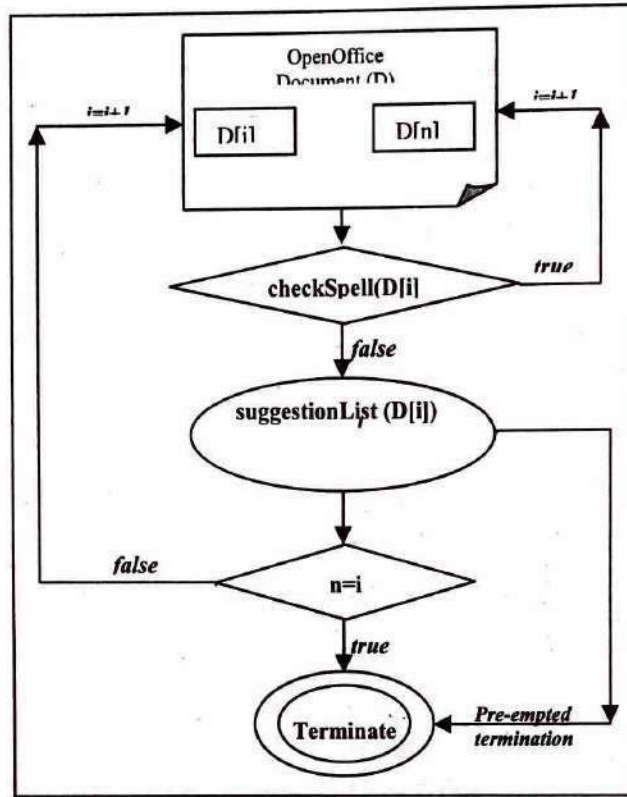 OpenOffice
Document (D)
i=i+1
i=i+1
D[i]
D[n]
checkSpell(D[i]
true
false
suggestionList (D[i])
false
n=i
true
Terminate
Pre-empted
termination